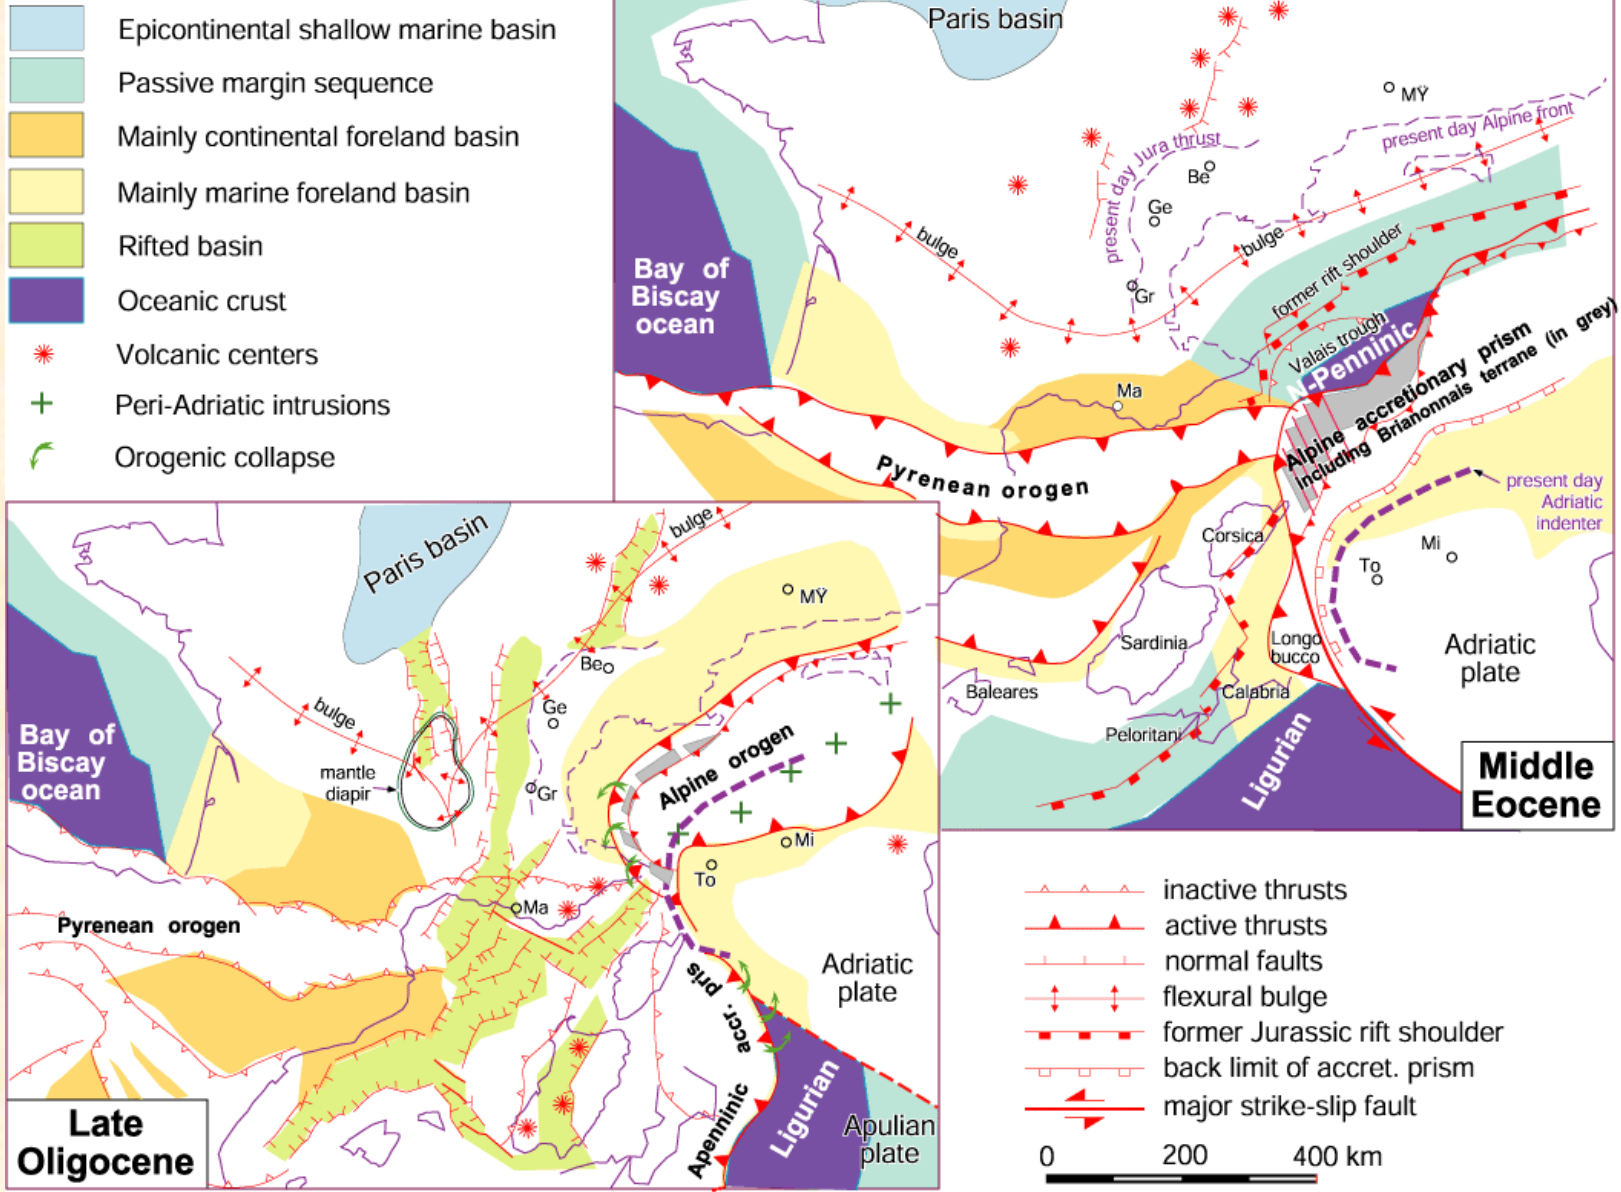 Epicontinental shallow marine basin
Passive margin sequence
Mainly continental foreland basin
Mainly marine foreland basin
Rifted basin
Oceanic crust
Volcanic centers
Peri-Adriatic intrusions
Orogenic collapse
Paris basin
MŸ
present day Alpine front
present day Jura thrust
Be
Ge
Gr
bulge
bulge
former rift shoulder
Valais trough
N-Penninic
Bay of
Biscay
ocean
Ma
Alpine accretionary prism
including Brianonnais terrane (in grey)
Pyrenean orogen
present day
Adriatic
indenter
Corsica
Mi
To
Sardinia
Longo
bucco
Adriatic
plate
Baleares
Calabria
Peloritani
Ligurian
Middle
Eocene
Paris basin
bulge
MŸ
Be
Ge
bulge
Bay of
Biscay
ocean
mantle
diapir
Gr
Alpine orogen
Mi
To
Ma
Pyrenean orogen
Adriatic
plate
Apenninic accr. pris
Ligurian
Apulian
plate
Late
Oligocene
inactive thrusts
active thrusts
normal faults
flexural bulge
former Jurassic rift shoulder
back limit of accret. prism
major strike-slip fault
0 200 400 km